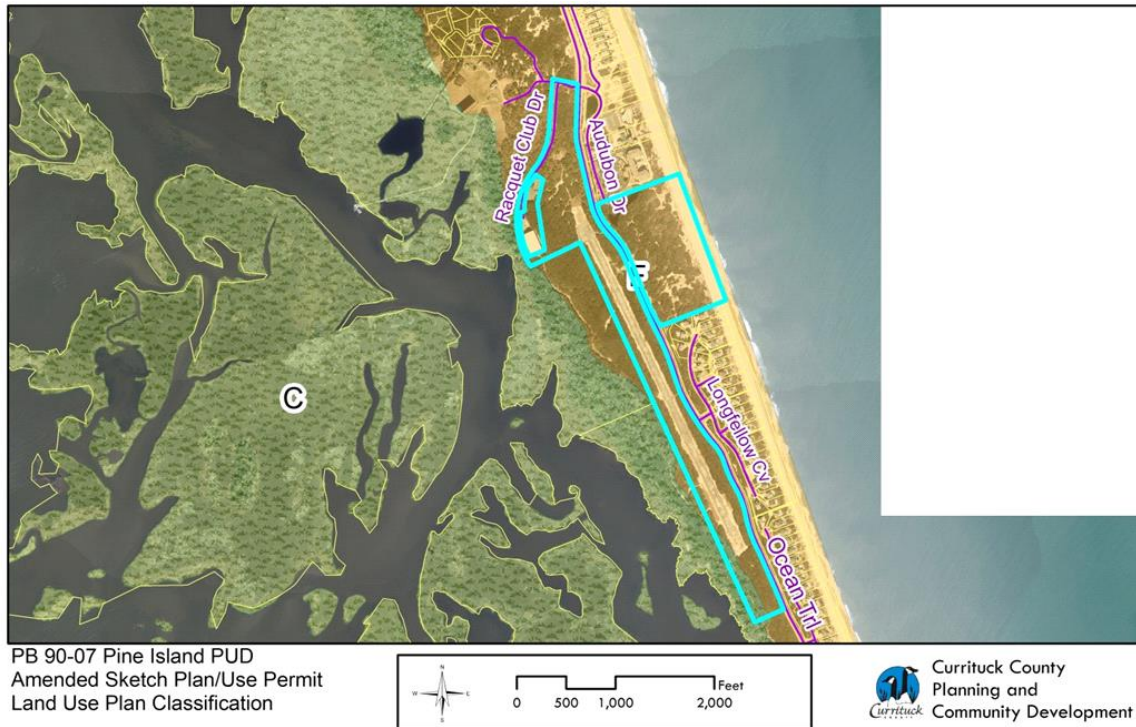 Racquet Club Dr
Audubon Dr
F
C
Longfellow Cv
Ocean Trl
PB 90-07 Pine Island PUD
Amended Sketch Plan/Use Permit
Land Use Plan Classification
N
W E
S
Feet
0 500 1,000 2,000
Currituck
COUNTY
Currituck County
Planning and
Community Development